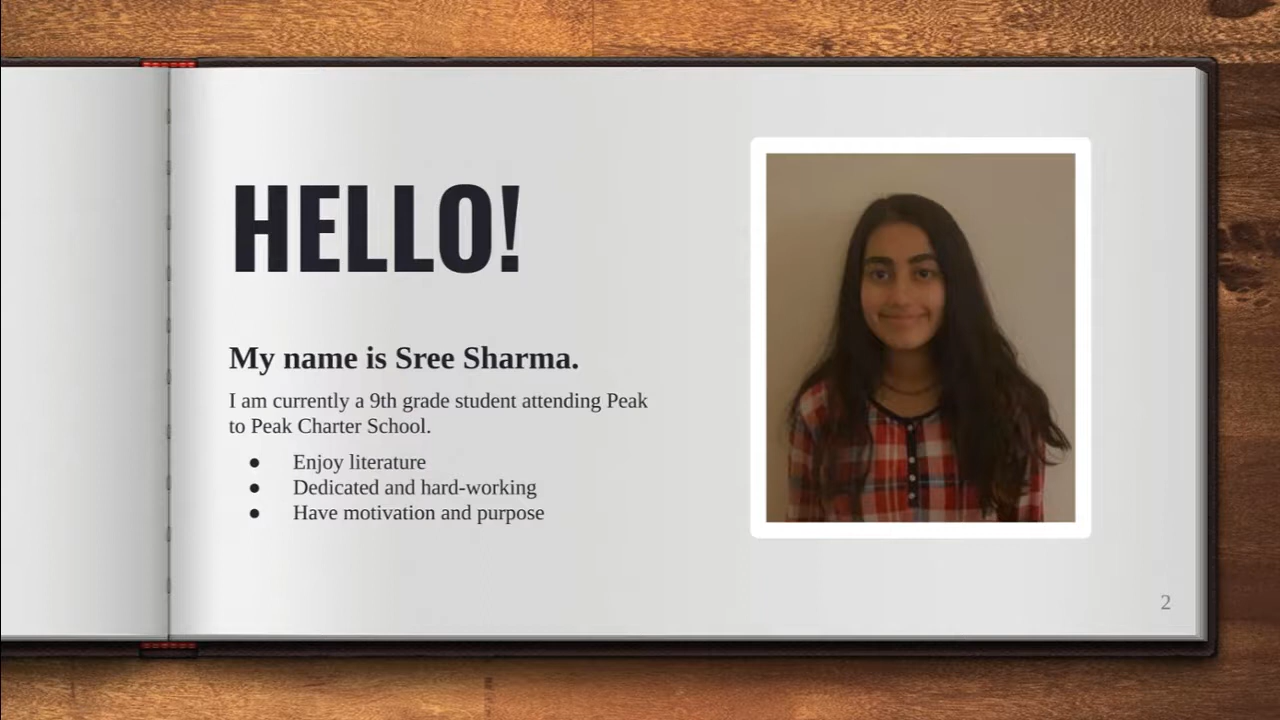 HELLO!
My name is Sree Sharma.
I am currently a 9th grade student attending Peak
to Peak Charter School.
● Enjoy literature
● Dedicated and hard-working
● Have motivation and purpose
2